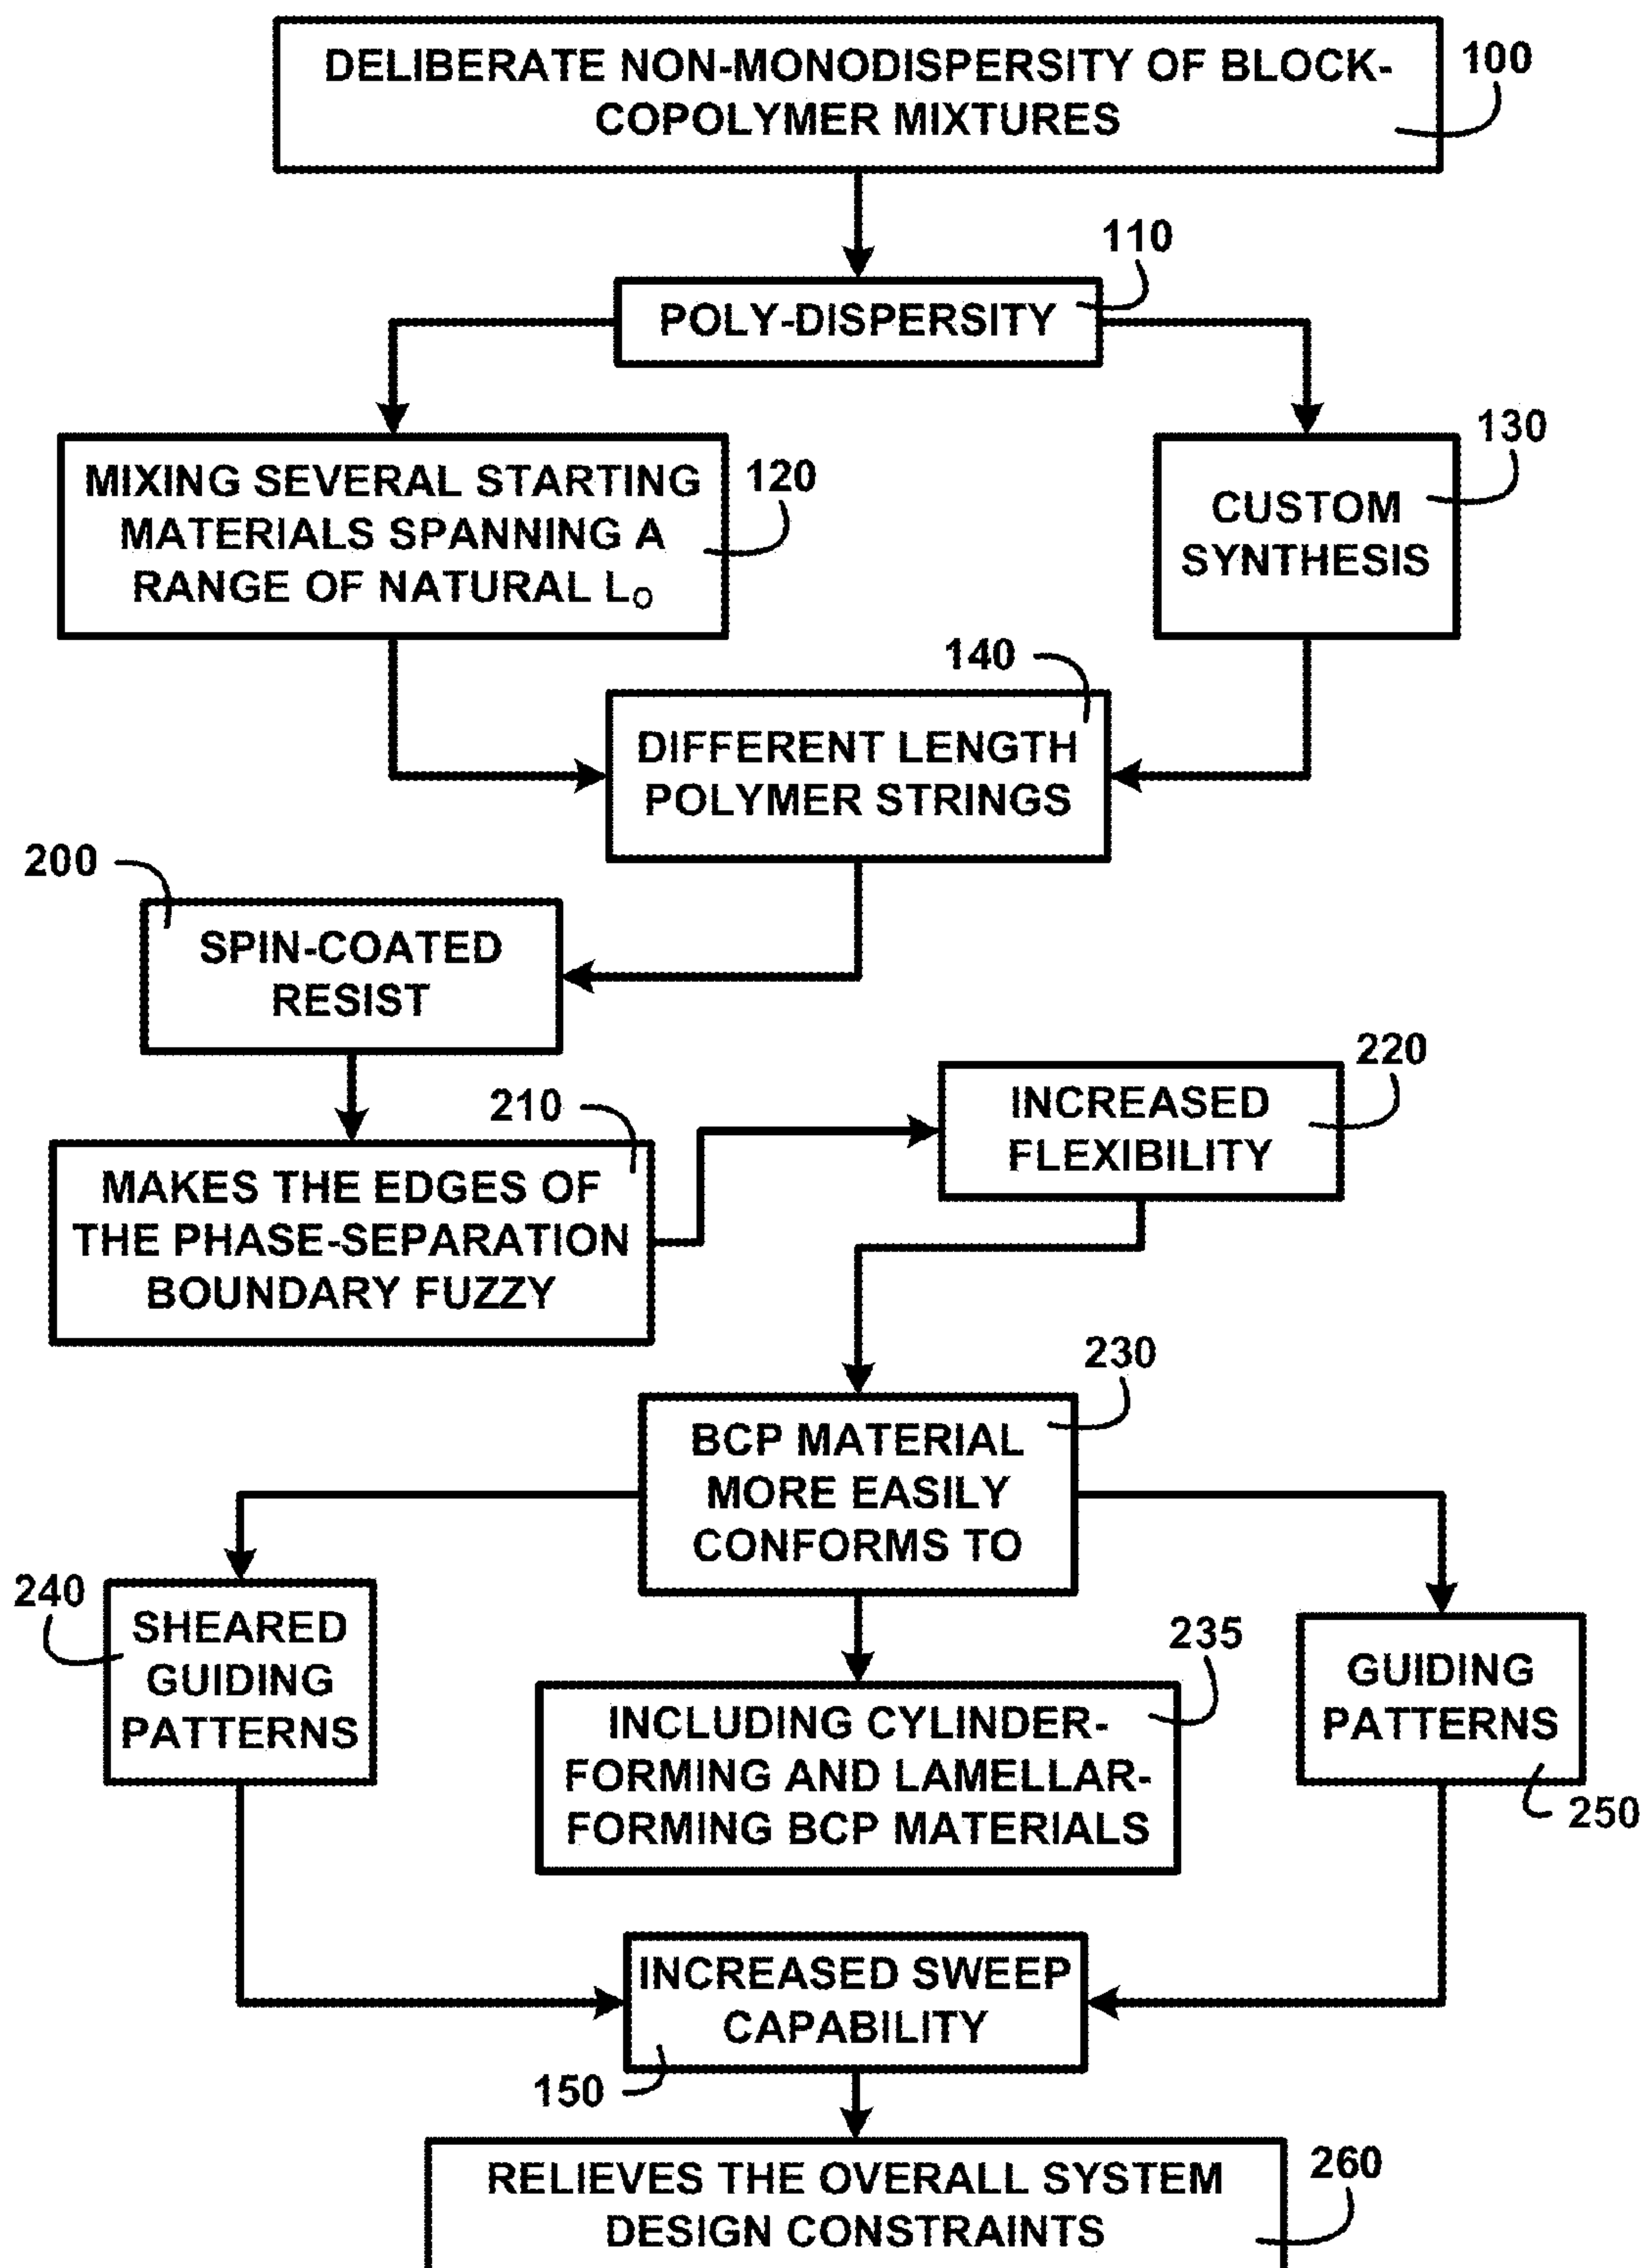 DELIBERATE NON-MONODISPERSITY OF BLOCK-
COPOLYMER MIXTURES
100
110
POLY-DISPERSITY
MIXING SEVERAL STARTING
MATERIALS SPANNING A
RANGE OF NATURAL LO
120
130
CUSTOM
SYNTHESIS
140
DIFFERENT LENGTH
POLYMER STRINGS
200
SPIN-COATED
RESIST
210
MAKES THE EDGES OF
THE PHASE-SEPARATION
BOUNDARY FUZZY
220
INCREASED
FLEXIBILITY
230
BCP MATERIAL
MORE EASILY
CONFORMS TO
240
SHEARED
GUIDING
PATTERNS
235
INCLUDING CYLINDER-
FORMING AND LAMELLAR-
FORMING BCP MATERIALS
GUIDING
PATTERNS
250
INCREASED SWEEP
CAPABILITY
150
RELIEVES THE OVERALL SYSTEM
DESIGN CONSTRAINTS
260